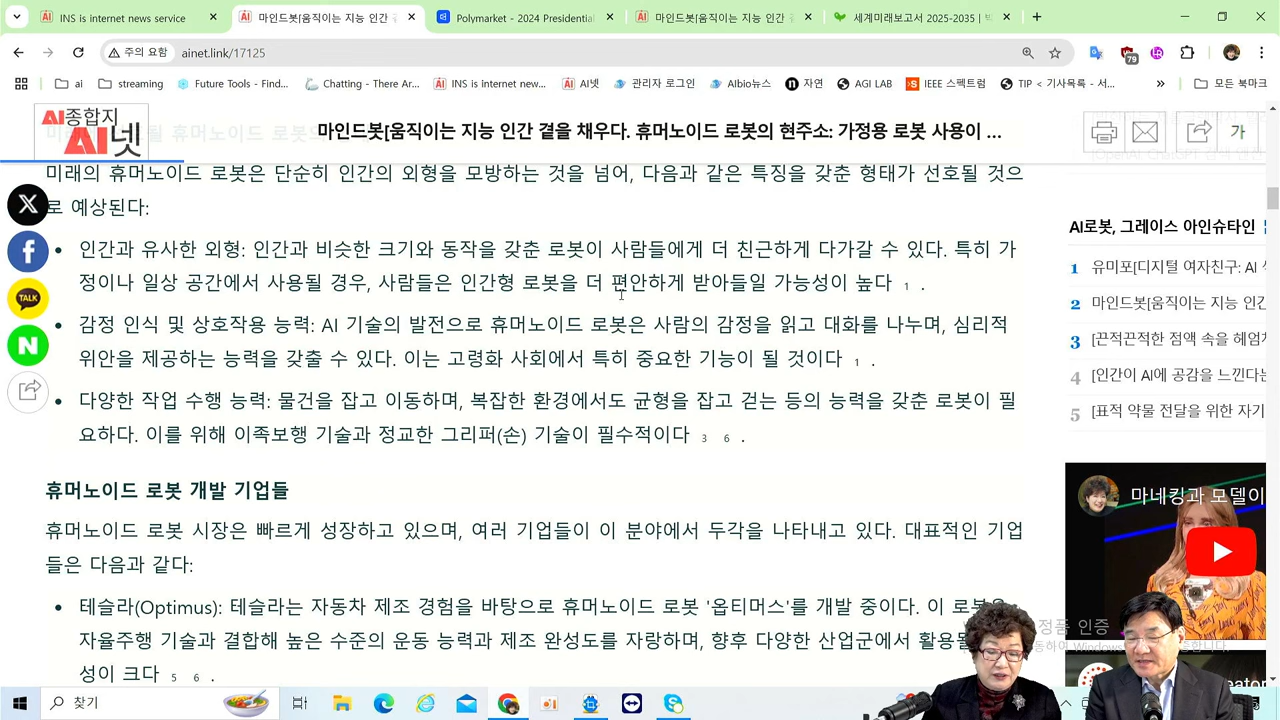 INS is internet news service
마인드봇[움직이는 지능 인간 결
Polymarket - 2024 Presidential
마인드봇[움직이는 지능 인간
세계미래보고서 2025-2035 |
주의 요함 ainet.link/17125
79
ai
streaming
Future Tools - Find...
Chatting - There Ar...
INS is internet new...
AI넷
관리자 로그인
AIbio뉴스
자연
AGI LAB
IEEE 스펙트럼
TIP < 기사목록 - 서...
모든 북마크
AI종합지
AI넷
마인드봇[움직이는 지능 인간 결을 채우다. 휴머노이드 로봇의 현주소: 가정용 로봇 사용이 ...
가
미래의 휴머노이드 로봇은 단순히 인간의 외형을 모방하는 것을 넘어, 다음과 같은 특징을 갖춘 형태가 선호될 것으
로 예상된다:
• 인간과 유사한 외형: 인간과 비슷한 크기와 동작을 갖춘 로봇이 사람들에게 더 친근하게 다가갈 수 있다. 특히 가
정이나 일상 공간에서 사용될 경우, 사람들은 인간형 로봇을 더 편안하게 받아들일 가능성이 높다 1 .
• 감정 인식 및 상호작용 능력: AI 기술의 발전으로 휴머노이드 로봇은 사람의 감정을 읽고 대화를 나누며, 심리적
위안을 제공하는 능력을 갖출 수 있다. 이는 고령화 사회에서 특히 중요한 기능이 될 것이다 1 .
• 다양한 작업 수행 능력: 물건을 잡고 이동하며, 복잡한 환경에서도 균형을 잡고 걷는 등의 능력을 갖춘 로봇이 필
요하다. 이를 위해 이족보행 기술과 정교한 그리퍼(손) 기술이 필수적이다 3 6 .
휴머노이드 로봇 개발 기업들
휴머노이드 로봇 시장은 빠르게 성장하고 있으며, 여러 기업들이 이 분야에서 두각을 나타내고 있다. 대표적인 기업
들은 다음과 같다:
• 테슬라(Optimus): 테슬라는 자동차 제조 경험을 바탕으로 휴머노이드 로봇 '옵티머스'를 개발 중이다. 이 로봇은
자율주행 기술과 결합해 높은 수준의 운동 능력과 제조 완성도를 자랑하며, 향후 다양한 산업군에서 활용될
성이 크다 5 6 .
TALK
N
AI로봇, 그레이스 아인슈타인
1 유미포[디지털 여자친구: AI
2 마인드봇[움직이는 지능 인간
3 [끈적끈적한 점액 속을 헤엄
4 [인간이 AI에 공감을 느낀다는
5 [표적 약물 전달을 위한 자기
마네킹과 모델이
정품 인증
eator
찾기